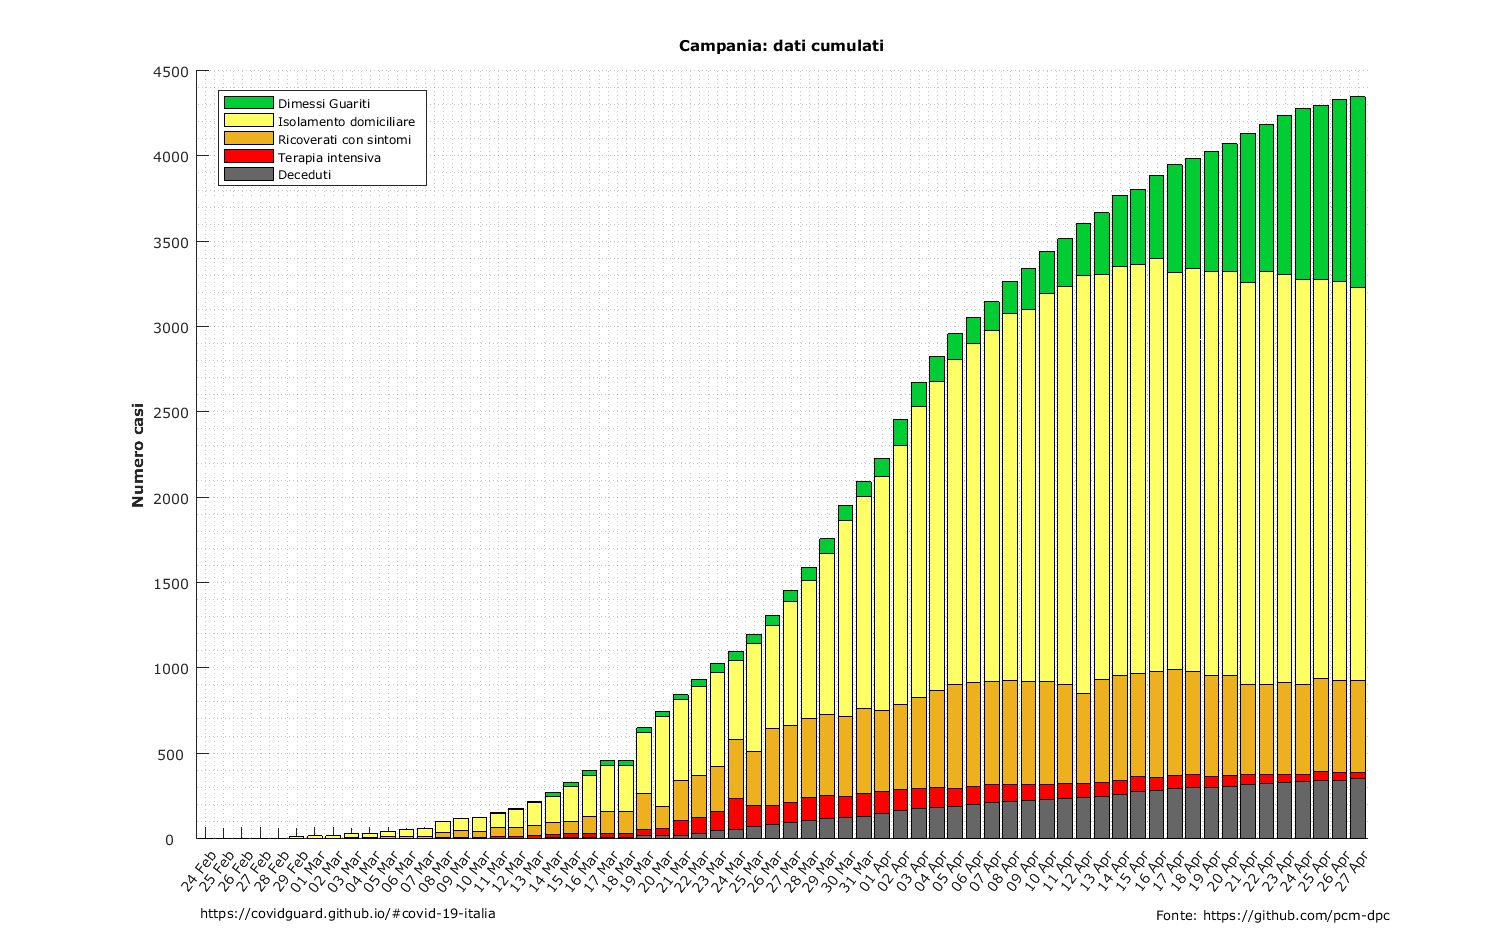 Campania: dati cumulati
4500
4000
3500
3000
2500
2000
1500
1000
500
0
Numero casi
Dimessi Guariti
Isolamento domiciliare
Ricoverati con sintomi
Terapia intensiva
Deceduti
24 Feb
25 Feb
26 Feb
27 Feb
28 Feb
29 Feb
01 Mar
02 Mar
03 Mar
04 Mar
05 Mar
06 Mar
07 Mar
08 Mar
09 Mar
10 Mar
11 Mar
12 Mar
13 Mar
14 Mar
15 Mar
16 Mar
17 Mar
18 Mar
19 Mar
20 Mar
21 Mar
22 Mar
23 Mar
24 Mar
25 Mar
26 Mar
27 Mar
28 Mar
29 Mar
30 Mar
31 Mar
01 Apr
02 Apr
03 Apr
04 Apr
05 Apr
06 Apr
07 Apr
08 Apr
09 Apr
10 Apr
11 Apr
12 Apr
13 Apr
14 Apr
15 Apr
16 Apr
17 Apr
18 Apr
19 Apr
20 Apr
21 Apr
22 Apr
23 Apr
24 Apr
25 Apr
26 Apr
27 Apr
https://covidguard.github.io/#covid-19-italia
Fonte: https://github.com/pcm-dpc